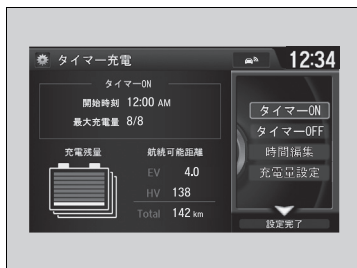 タイマー充電
12:34
タイマーON
開始時刻 12:00 AM
最大充電量 8/8
充電残量
航続可能距離
EV 4.0
HV 138
Total 142 km
タイマーON
タイマーOFF
時間編集
充電量設定
設定完了